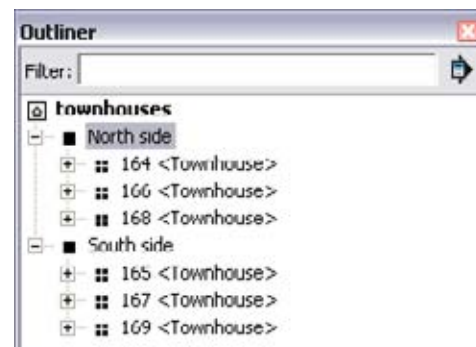 Outliner
Filter:
townhouses
North side
164 <Townhouse>
166 <Townhouse>
168 <Townhouse>
South side
165 <Townhouse>
167 <Townhouse>
169 <Townhouse>